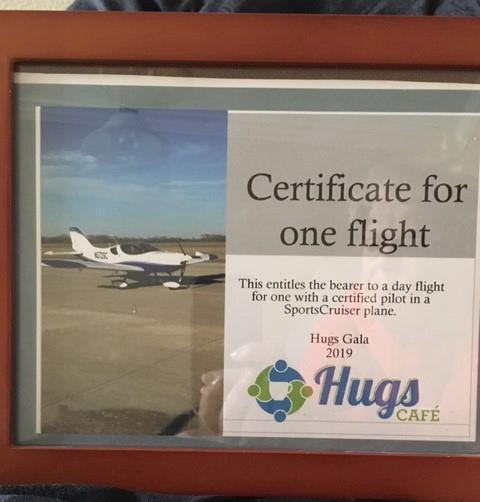 Certificate for
one flight
This entitles the bearer to a day flight
for one with a certified pilot in a
SportsCruiser plane.
Hugs Gala
2019
Hugs
CAFÉ